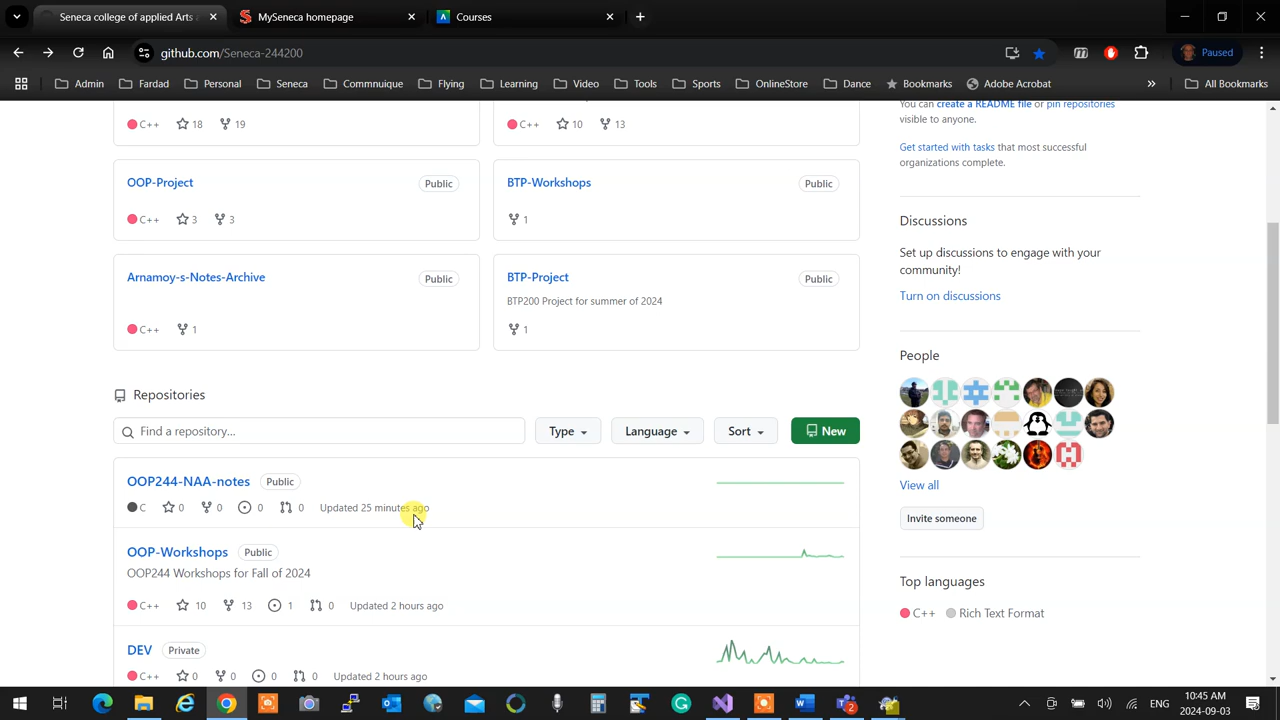 Seneca college of applied Arts a
MySeneca homepage
Courses
github.com/Seneca-244200
Paused
Admin
Fardad
Personal
Seneca
Commnuique
Flying
Learning
Video
Tools
Sports
OnlineStore
Dance
Bookmarks
Adobe Acrobat
All Bookmarks
C++ 18 19
C++ 10 13
OOP-Project Public
C++ 3 3
BTP-Workshops Public
1
Arnamoy-s-Notes-Archive Public
C++ 1
BTP-Project Public
BTP200 Project for summer of 2024
1
Repositories
Find a repository...
Type
Language
Sort
New
OOP244-NAA-notes Public
C 0 0 0 0 Updated 25 minutes ago
OOP-Workshops Public
OOP244 Workshops for Fall of 2024
C++ 10 13 1 0 Updated 2 hours ago
DEV Private
C++ 0 0 0 0 Updated 2 hours ago
You can create a README file or pin repositories
visible to anyone.
Get started with tasks that most successful
organizations complete.
Discussions
Set up discussions to engage with your
community!
Turn on discussions
People
View all
Invite someone
Top languages
C++ Rich Text Format
2
ENG
10:45 AM
2024-09-03